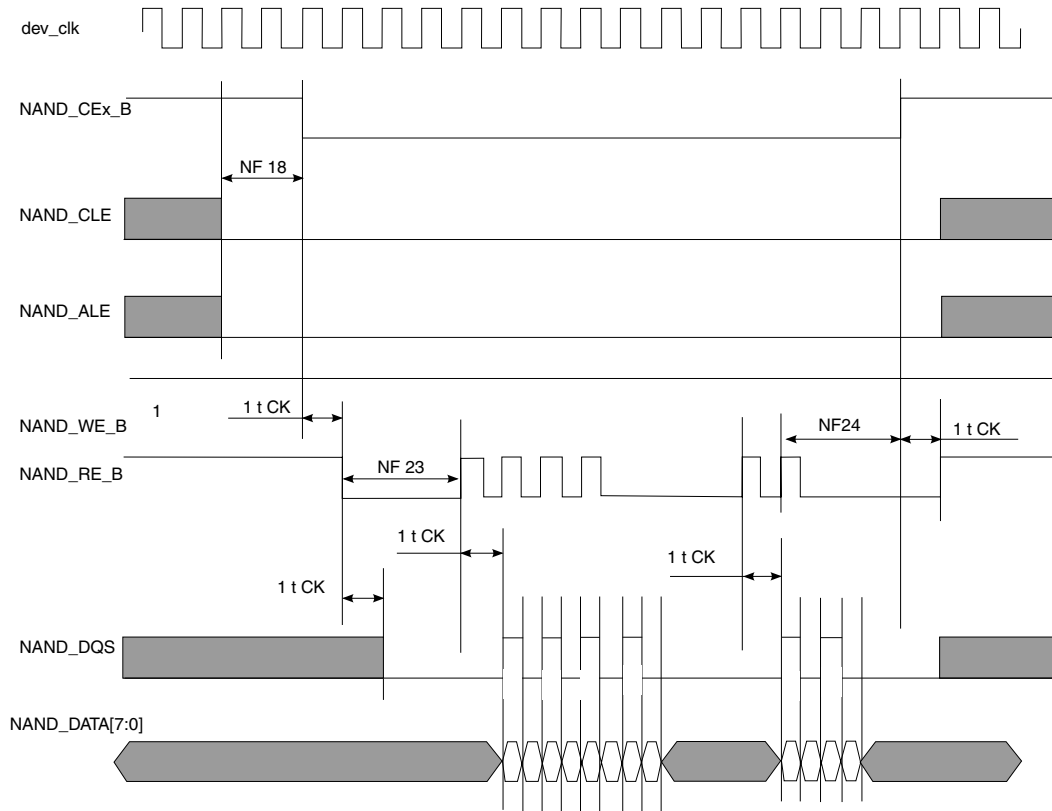 dev_clk
NAND_CEx_B
NF 18
NAND_CLE
NAND_ALE
1
1 t CK
NAND_WE_B
NF24
1 t CK
NF 23
NAND_RE_B
1 t CK
1 t CK
1 t CK
NAND_DQS
NAND_DATA[7:0]